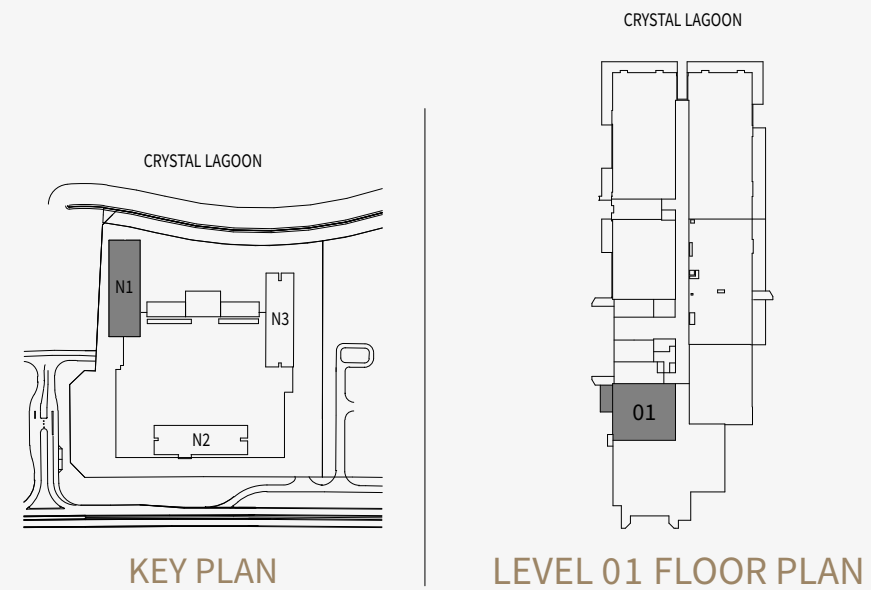 CRYSTAL LAGOON
N1
N3
N2
KEY PLAN
CRYSTAL LAGOON
01
LEVEL 01 FLOOR PLAN